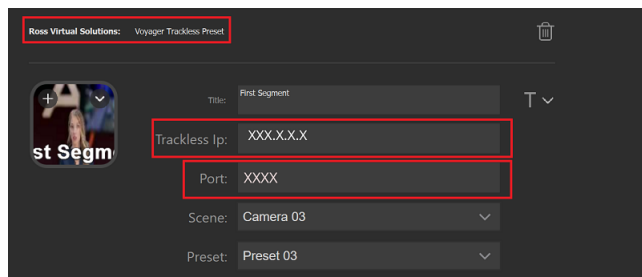 Ross Virtual Solutions: Voyager Trackless Preset
Title: First Segment
T
st Segm
Trackless Ip: XXX.X.X.X
Port: XXXX
Scene: Camera 03
Preset: Preset 03